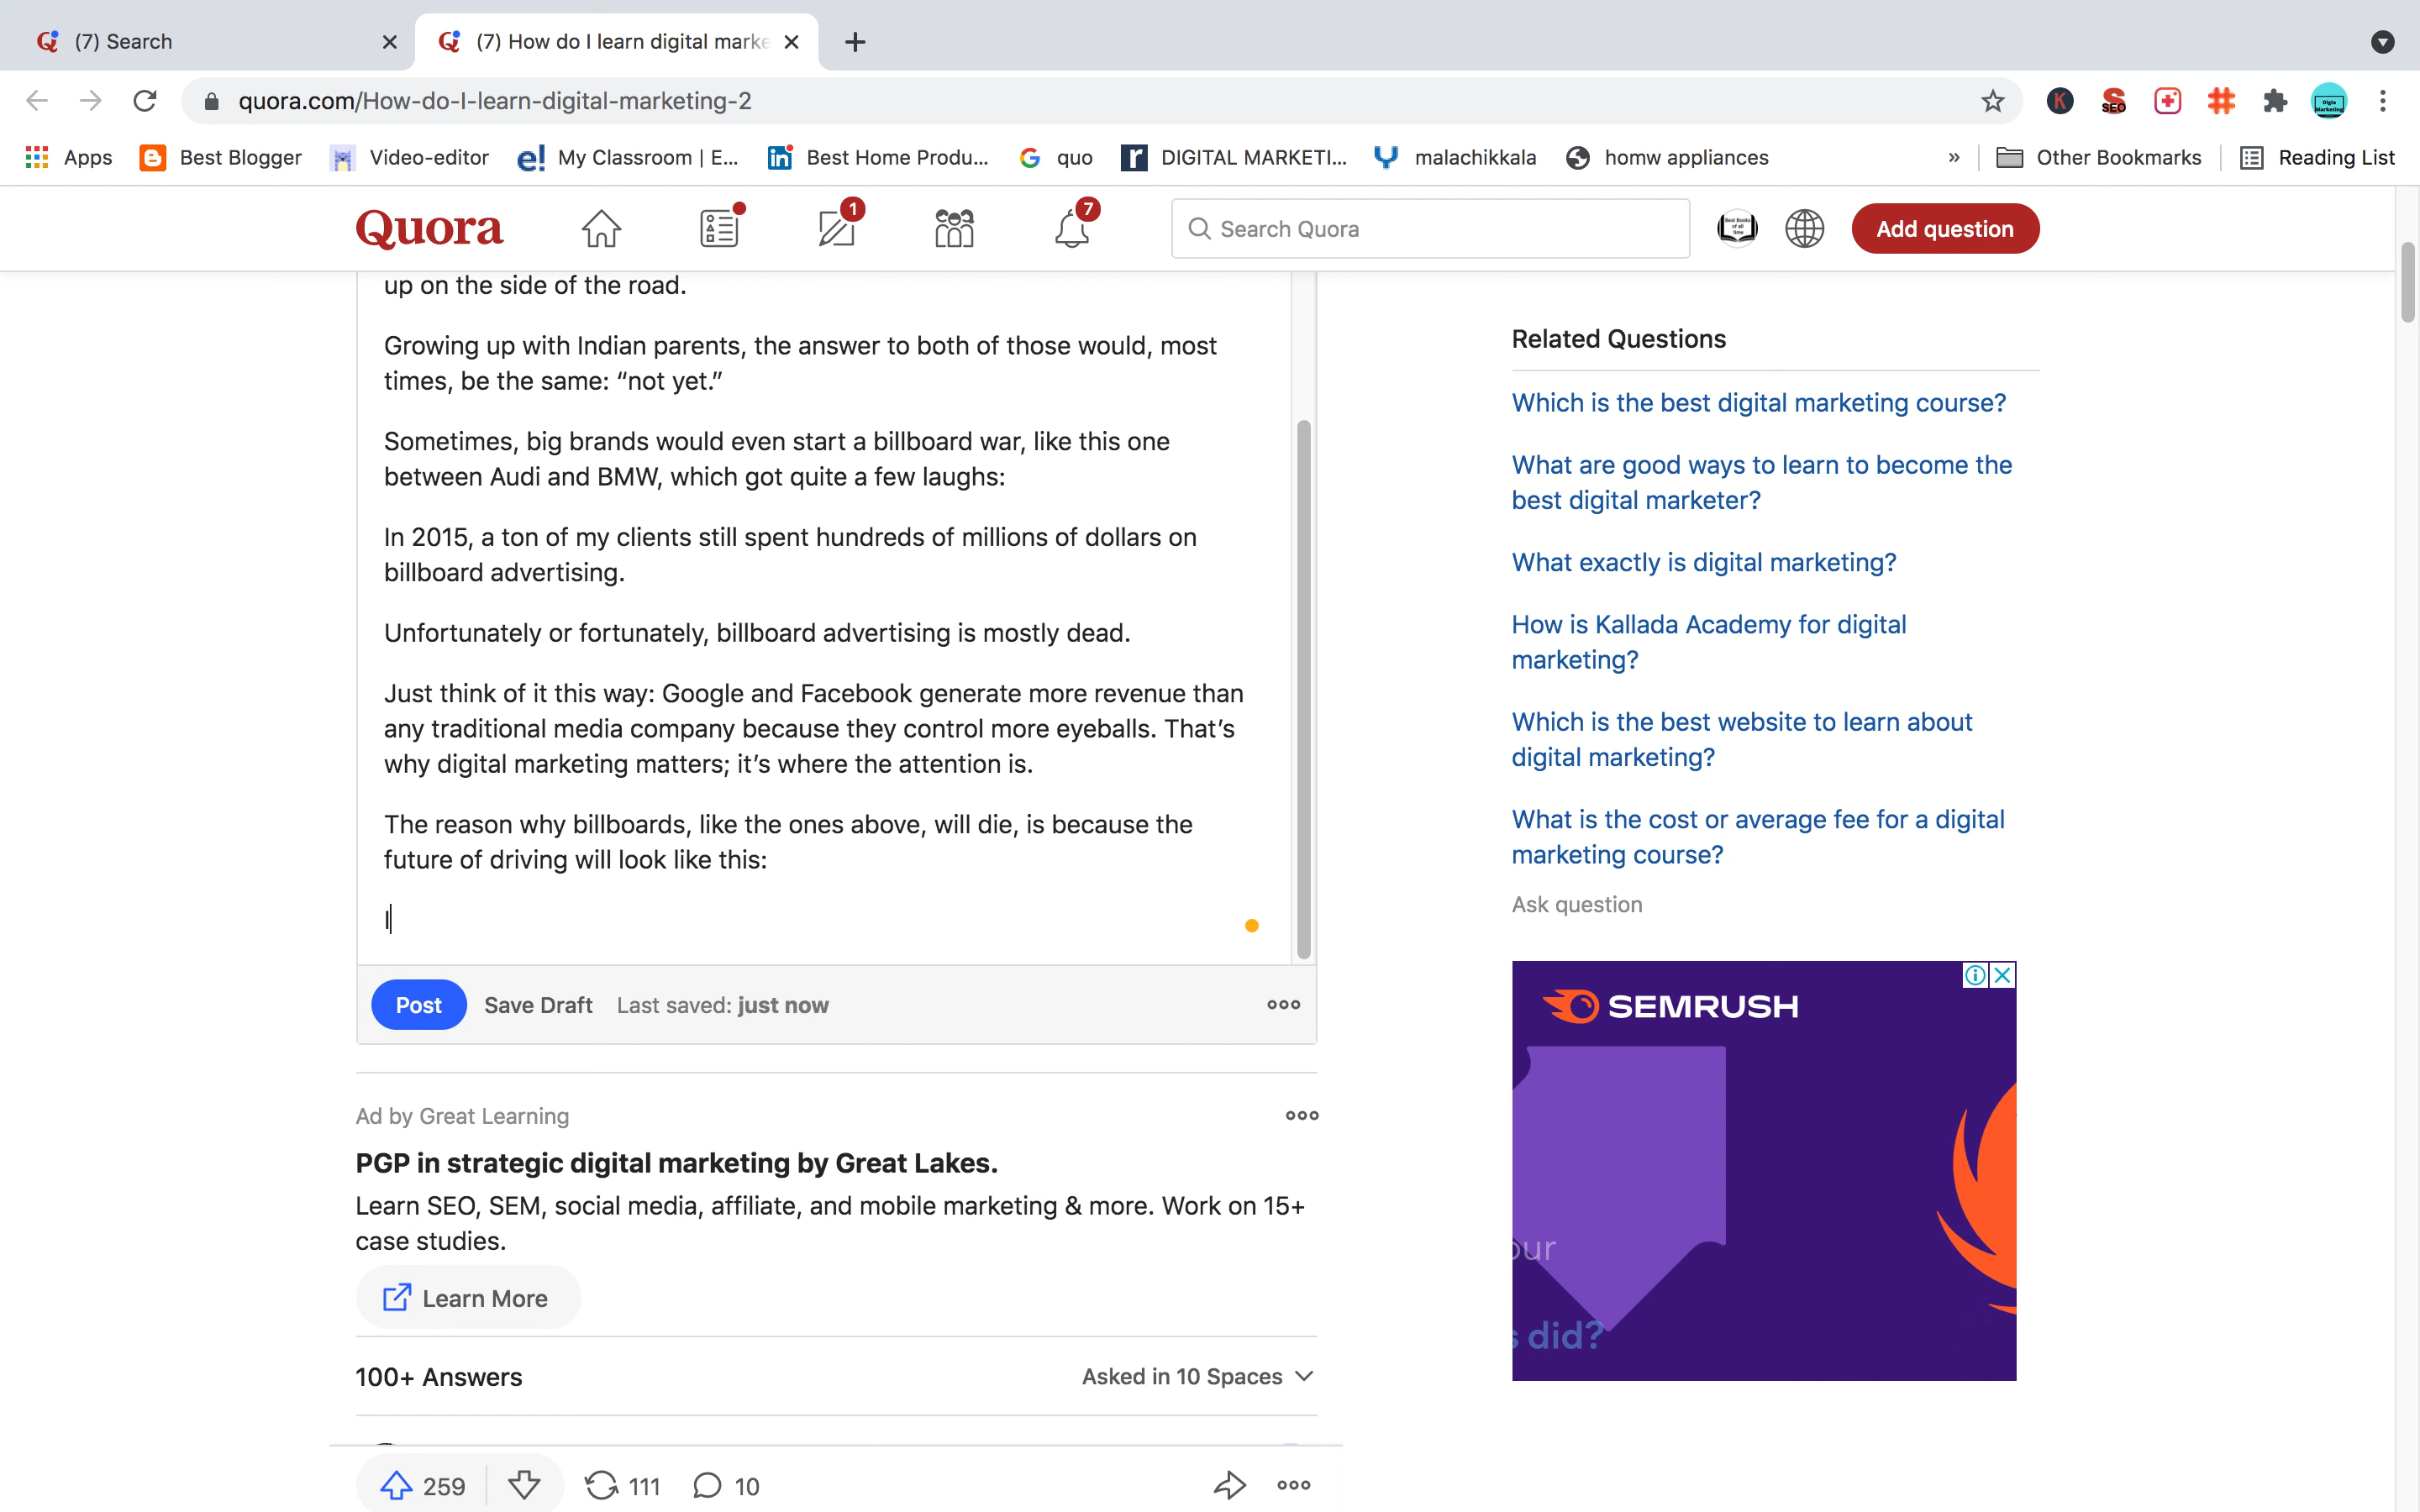 (7) Search
(7) How do I learn digital marke
quora.com/How-do-I-learn-digital-marketing-2
K
SEO
Digia Marketing
Apps
Best Blogger
Video-editor
e! My Classroom | E...
in Best Home Produ...
quo
r DIGITAL MARKETI...
malachikkala
homw appliances
»
Other Bookmarks
Reading List
Quora
1
7
Search Quora
Best Books of all time
Add question
up on the side of the road.
Growing up with Indian parents, the answer to both of those would, most
times, be the same: “not yet.”
Sometimes, big brands would even start a billboard war, like this one
between Audi and BMW, which got quite a few laughs:
In 2015, a ton of my clients still spent hundreds of millions of dollars on
billboard advertising.
Unfortunately or fortunately, billboard advertising is mostly dead.
Just think of it this way: Google and Facebook generate more revenue than
any traditional media company because they control more eyeballs. That’s
why digital marketing matters; it’s where the attention is.
The reason why billboards, like the ones above, will die, is because the
future of driving will look like this:
I
Post
Save Draft
Last saved: just now
Ad by Great Learning
PGP in strategic digital marketing by Great Lakes.
Learn SEO, SEM, social media, affiliate, and mobile marketing & more. Work on 15+
case studies.
Learn More
100+ Answers
Asked in 10 Spaces
259
111
10
Related Questions
Which is the best digital marketing course?
What are good ways to learn to become the
best digital marketer?
What exactly is digital marketing?
How is Kallada Academy for digital
marketing?
Which is the best website to learn about
digital marketing?
What is the cost or average fee for a digital
marketing course?
Ask question
SEMRUSH
our
s did?